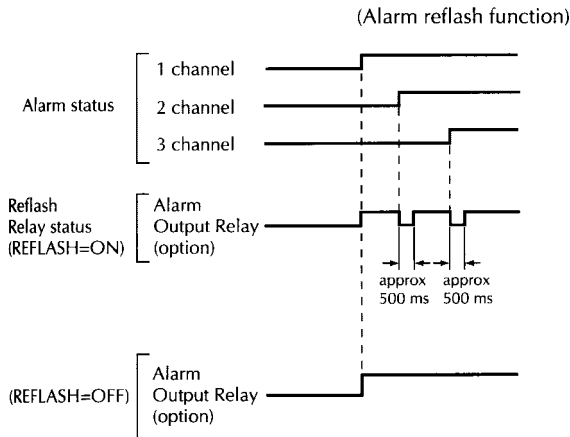 (Alarm reflash function)
1 channel
Alarm status
2 channel
3 channel
Reflash
Relay status
(REFLASH=ON)
Alarm
Output Relay
(option)
approx
500 ms
approx
500 ms
(REFLASH=OFF)
Alarm
Output Relay
(option)